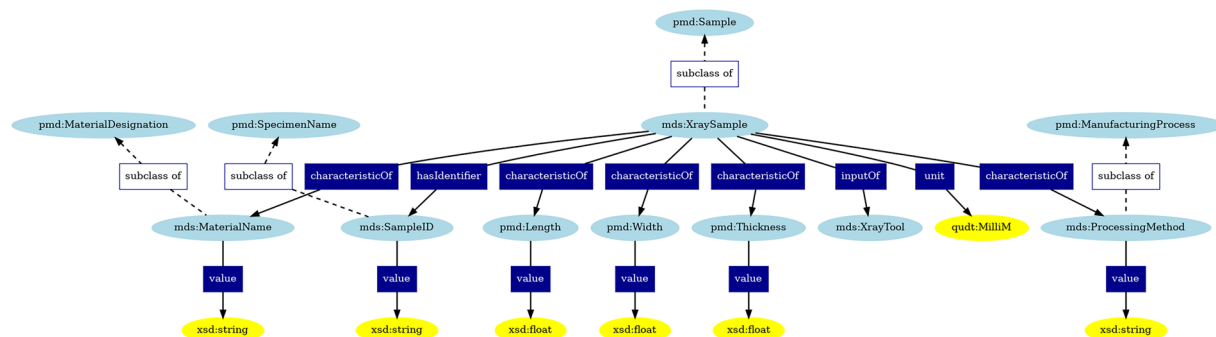 pmd:Sample
subclass of
pmd:MaterialDesignation
pmd:SpecimenName
mds:XraySample
pmd:ManufacturingProcess
subclass of
subclass of
characteristicOf
hasIdentifier
characteristicOf
characteristicOf
characteristicOf
inputOf
unit
characteristicOf
subclass of
mds:MaterialName
mds:SampleID
pmd:Length
pmd:Width
pmd:Thickness
mds:XrayTool
qudt:MilliM
mds:ProcessingMethod
value
value
value
value
value
value
xsd:string
xsd:string
xsd:float
xsd:float
xsd:float
xsd:string